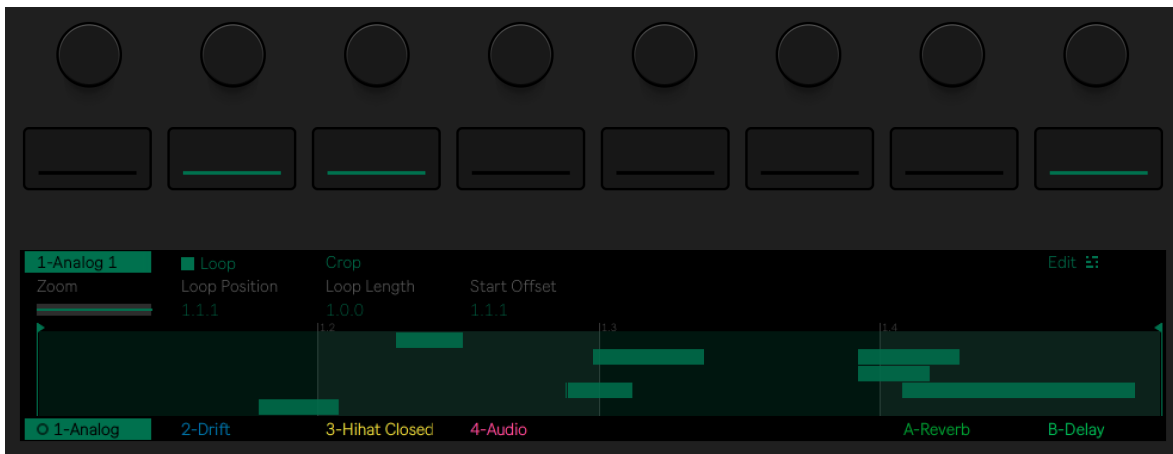 1-Analog 1 Loop Crop Edit
Zoom Loop Position Loop Length Start Offset
1.1.1 1.0.0 1.1.1
1.2 1.3 1.4
1-Analog 2-Drift 3-Hihat Closed 4-Audio A-Reverb B-Delay